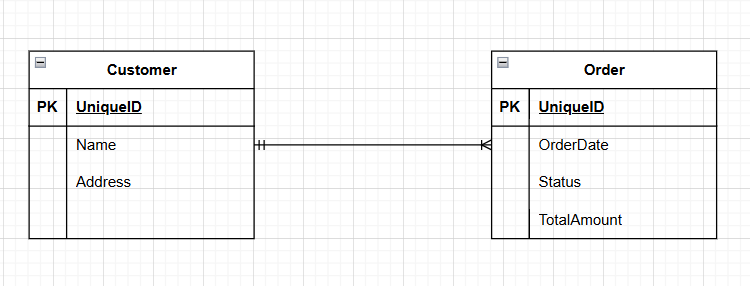 Customer
PK UniqueID
Name
Address
Order
PK UniqueID
OrderDate
Status
TotalAmount